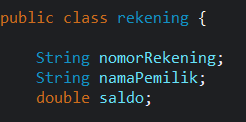 public class rekening {
String nomorRekening;
String namaPemilik;
double saldo;